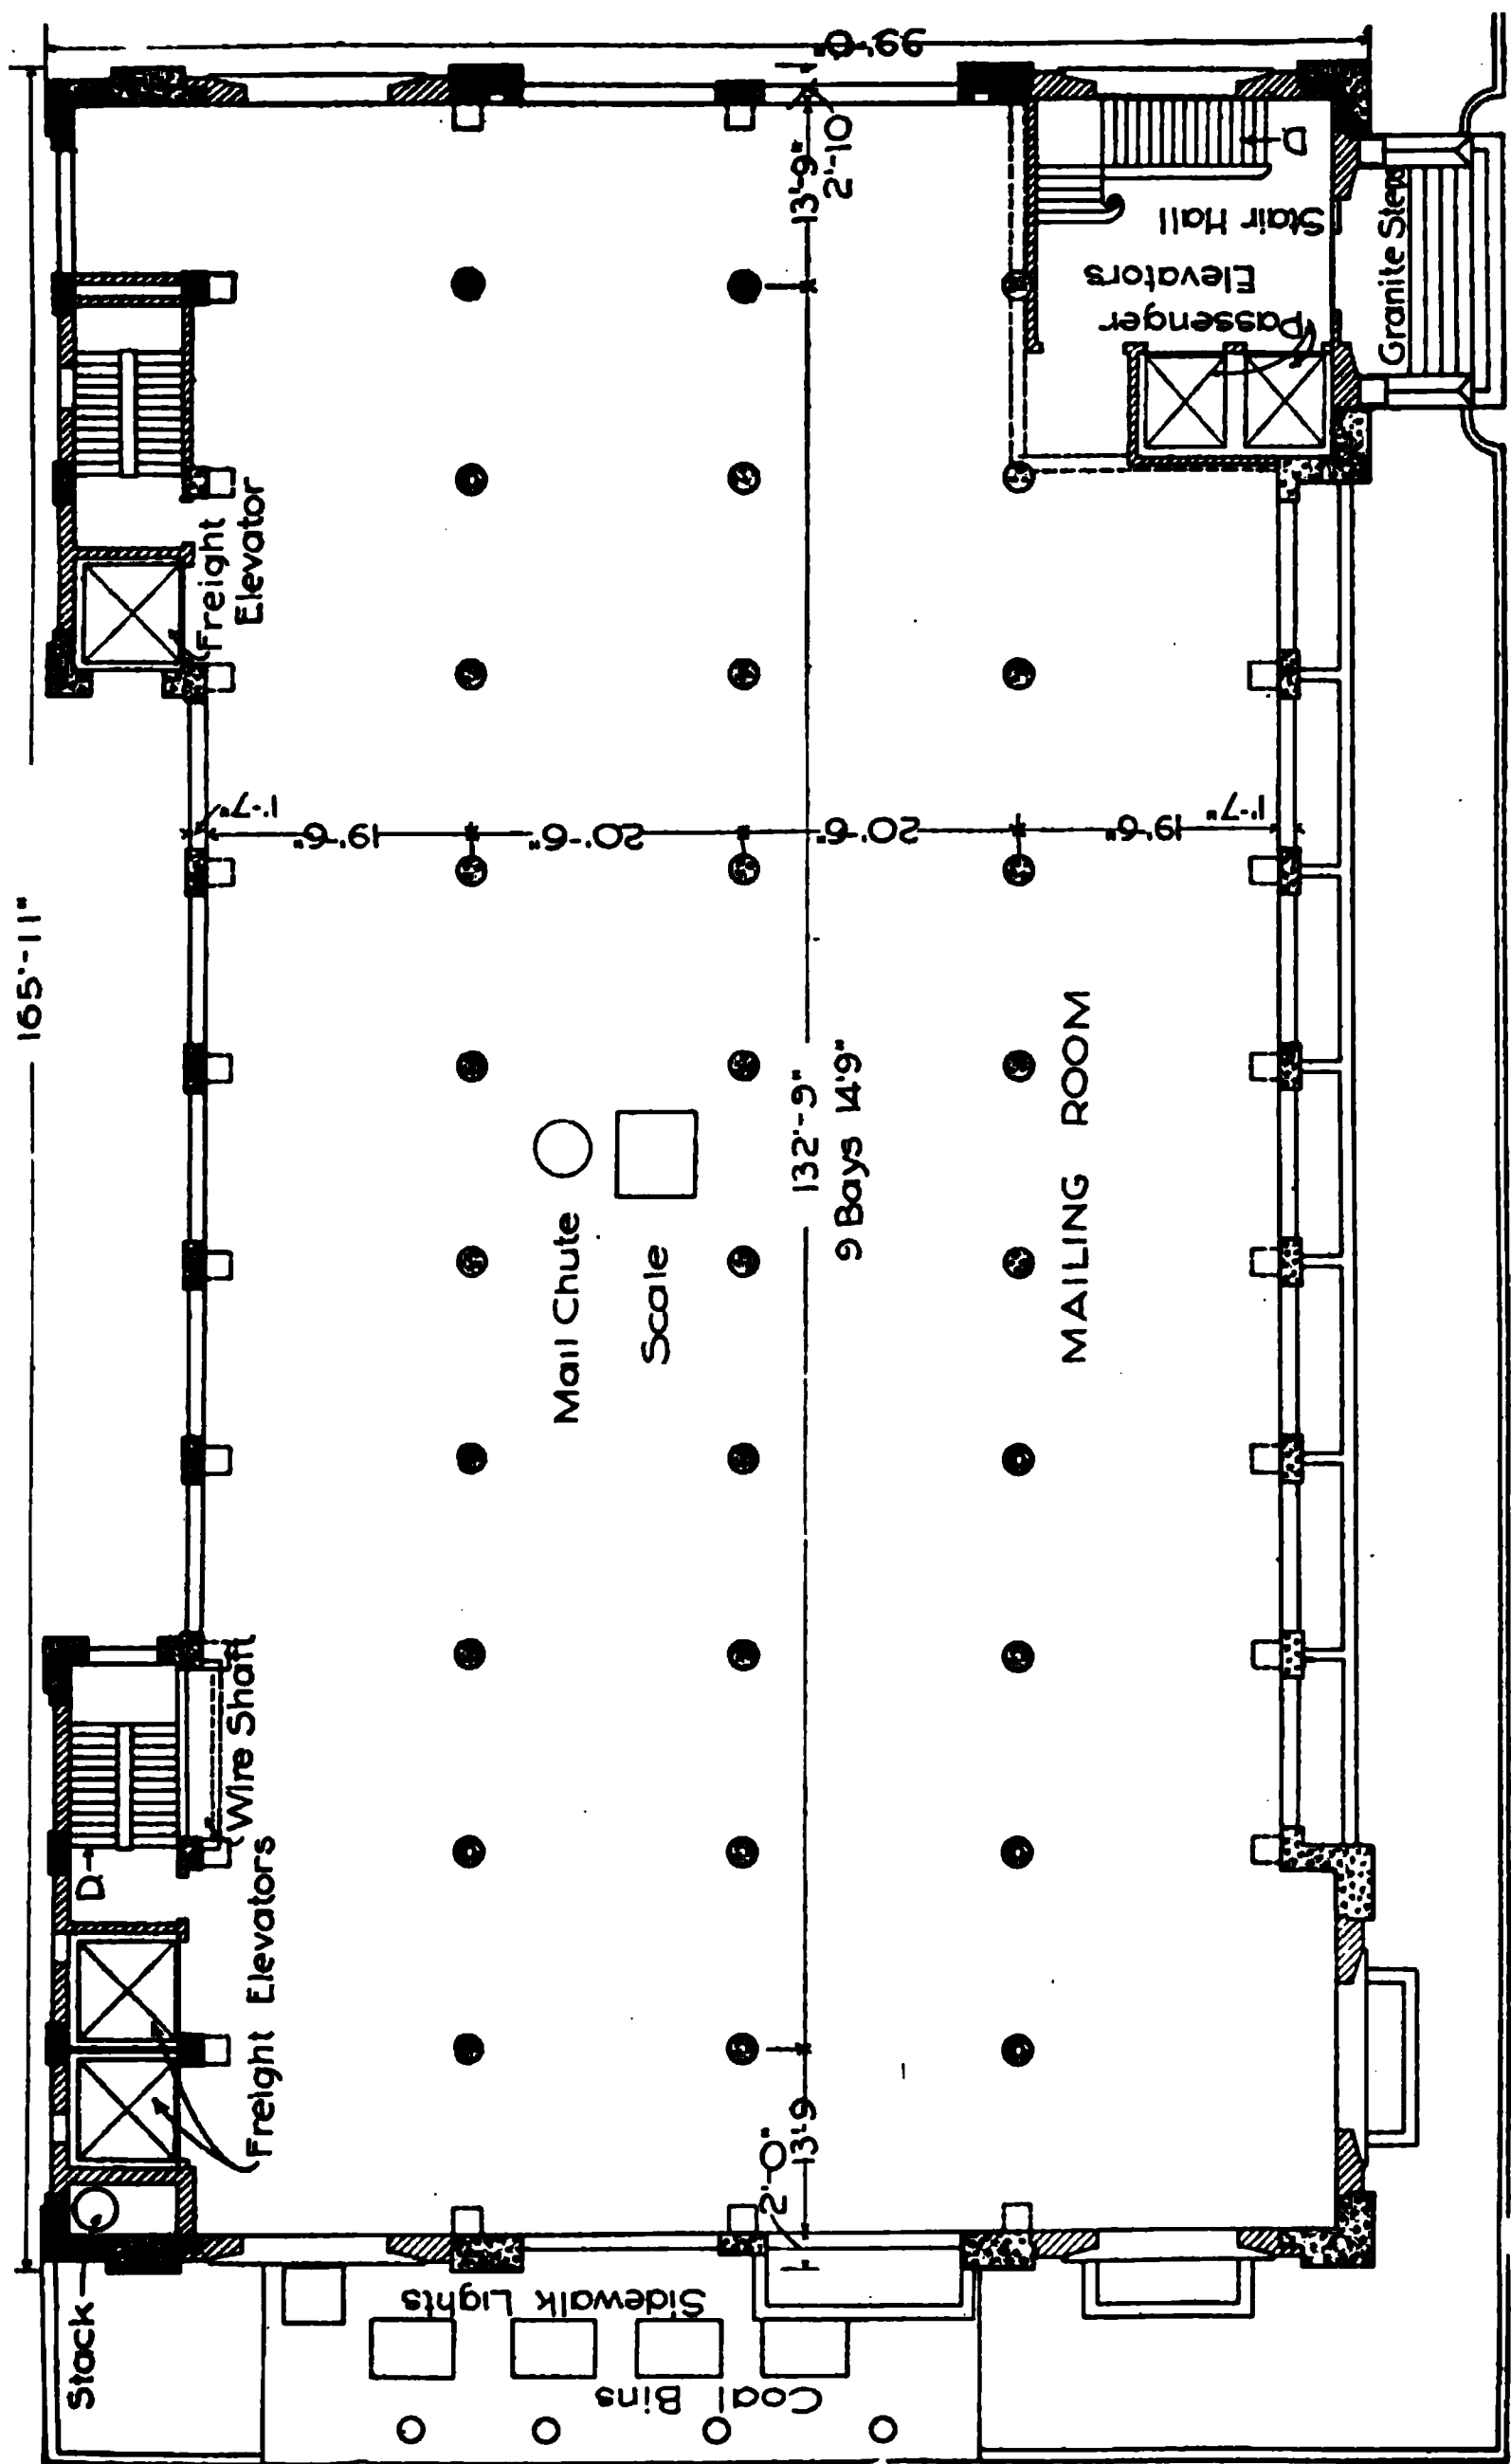 165'-11"
99'-0"
13'-9"
2'-10
Stair Hall
D
Passenger
Elevators
Granite Steps
Freight
Elevator
1'-7"
19'-6"
20'-6"
20'-6"
19'-6"
1'-7"
132'-9"
9 Bays 14'9"
Mail Chute
Scale
MAILING ROOM
Wire Shaft
D
Freight Elevators
2'-0"
13'-9
Stack
Sidewalk Lights
Coal Bins